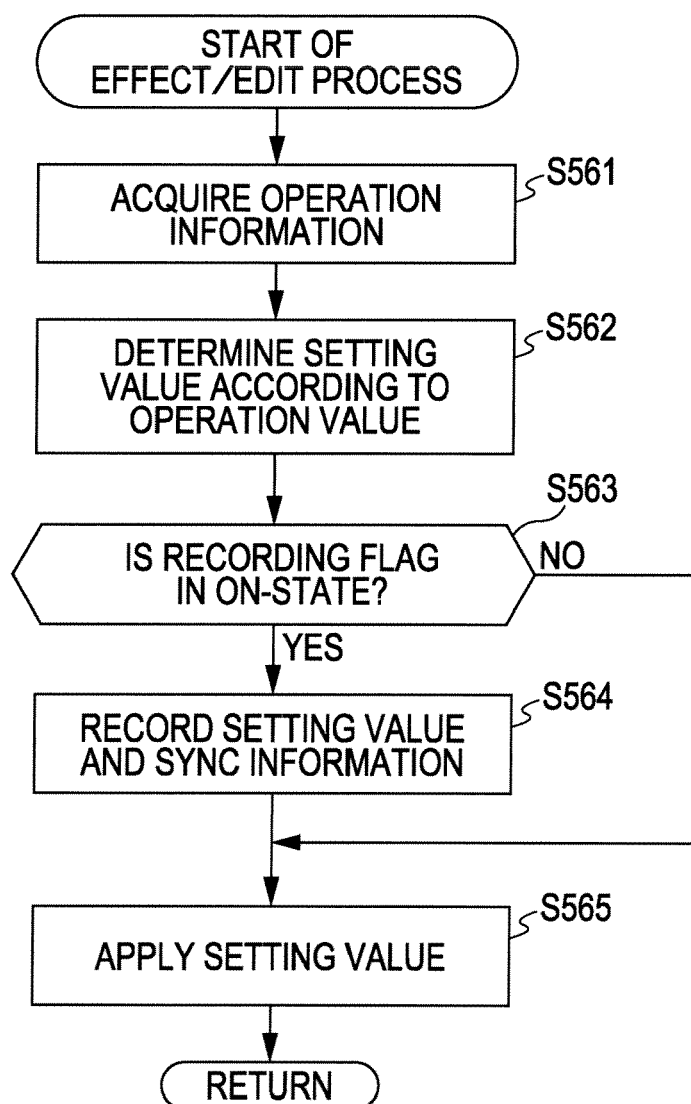 START OF
EFFECT/EDIT PROCESS
S561
ACQUIRE OPERATION
INFORMATION
S562
DETERMINE SETTING
VALUE ACCORDING TO
OPERATION VALUE
S563
IS RECORDING FLAG
IN ON-STATE?
NO
YES
S564
RECORD SETTING VALUE
AND SYNC INFORMATION
S565
APPLY SETTING VALUE
RETURN